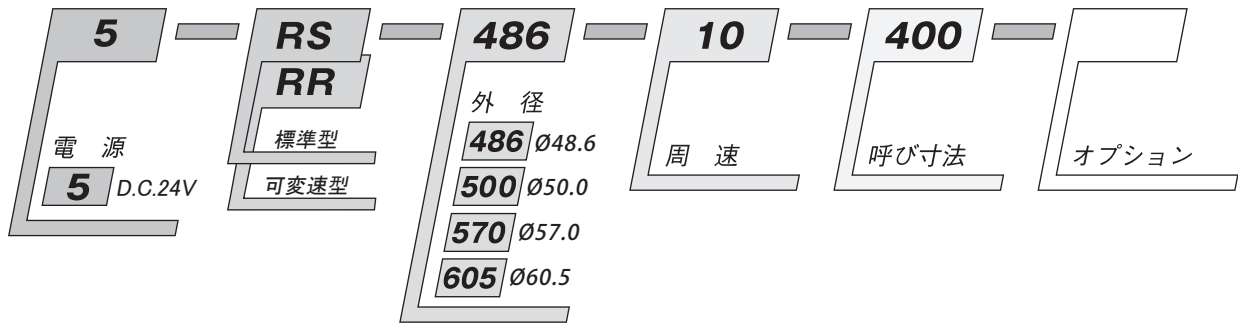 5 RS 486 10 400
RR
外 径
電 源
標準型
486 Ø48.6
周 速
呼び寸法
オプション
5 D.C.24V
可変速型
500 Ø50.0
570 Ø57.0
605 Ø60.5